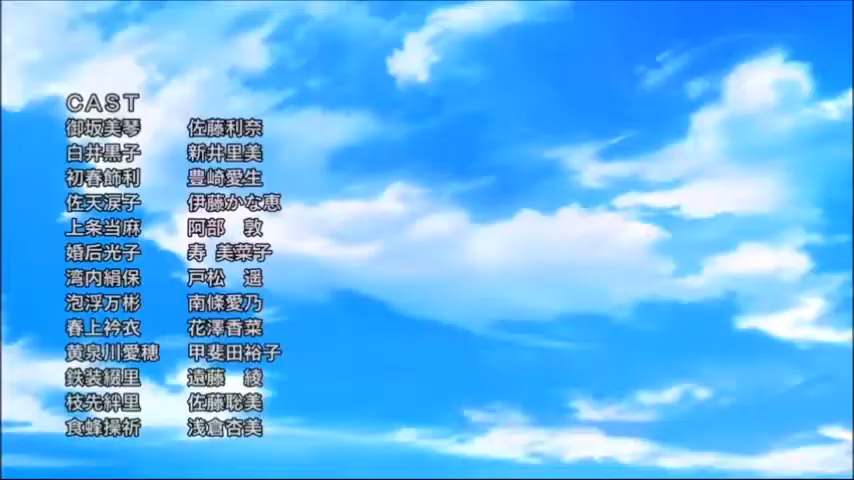 CAST
御坂美琴 佐藤利奈
白井黒子 新井里美
初春飾利 豊崎愛生
佐天涙子 伊藤かな恵
上条当麻 阿部 敦
婚后光子 寿 美菜子
湾内絹保 戸松 遥
泡浮万彬 南條愛乃
春上衿衣 花澤香菜
黄泉川愛穂 甲斐田裕子
鉄装綴里 遠藤 綾
枝先絆里 佐藤聡美
食蜂操祈 浅倉杏美